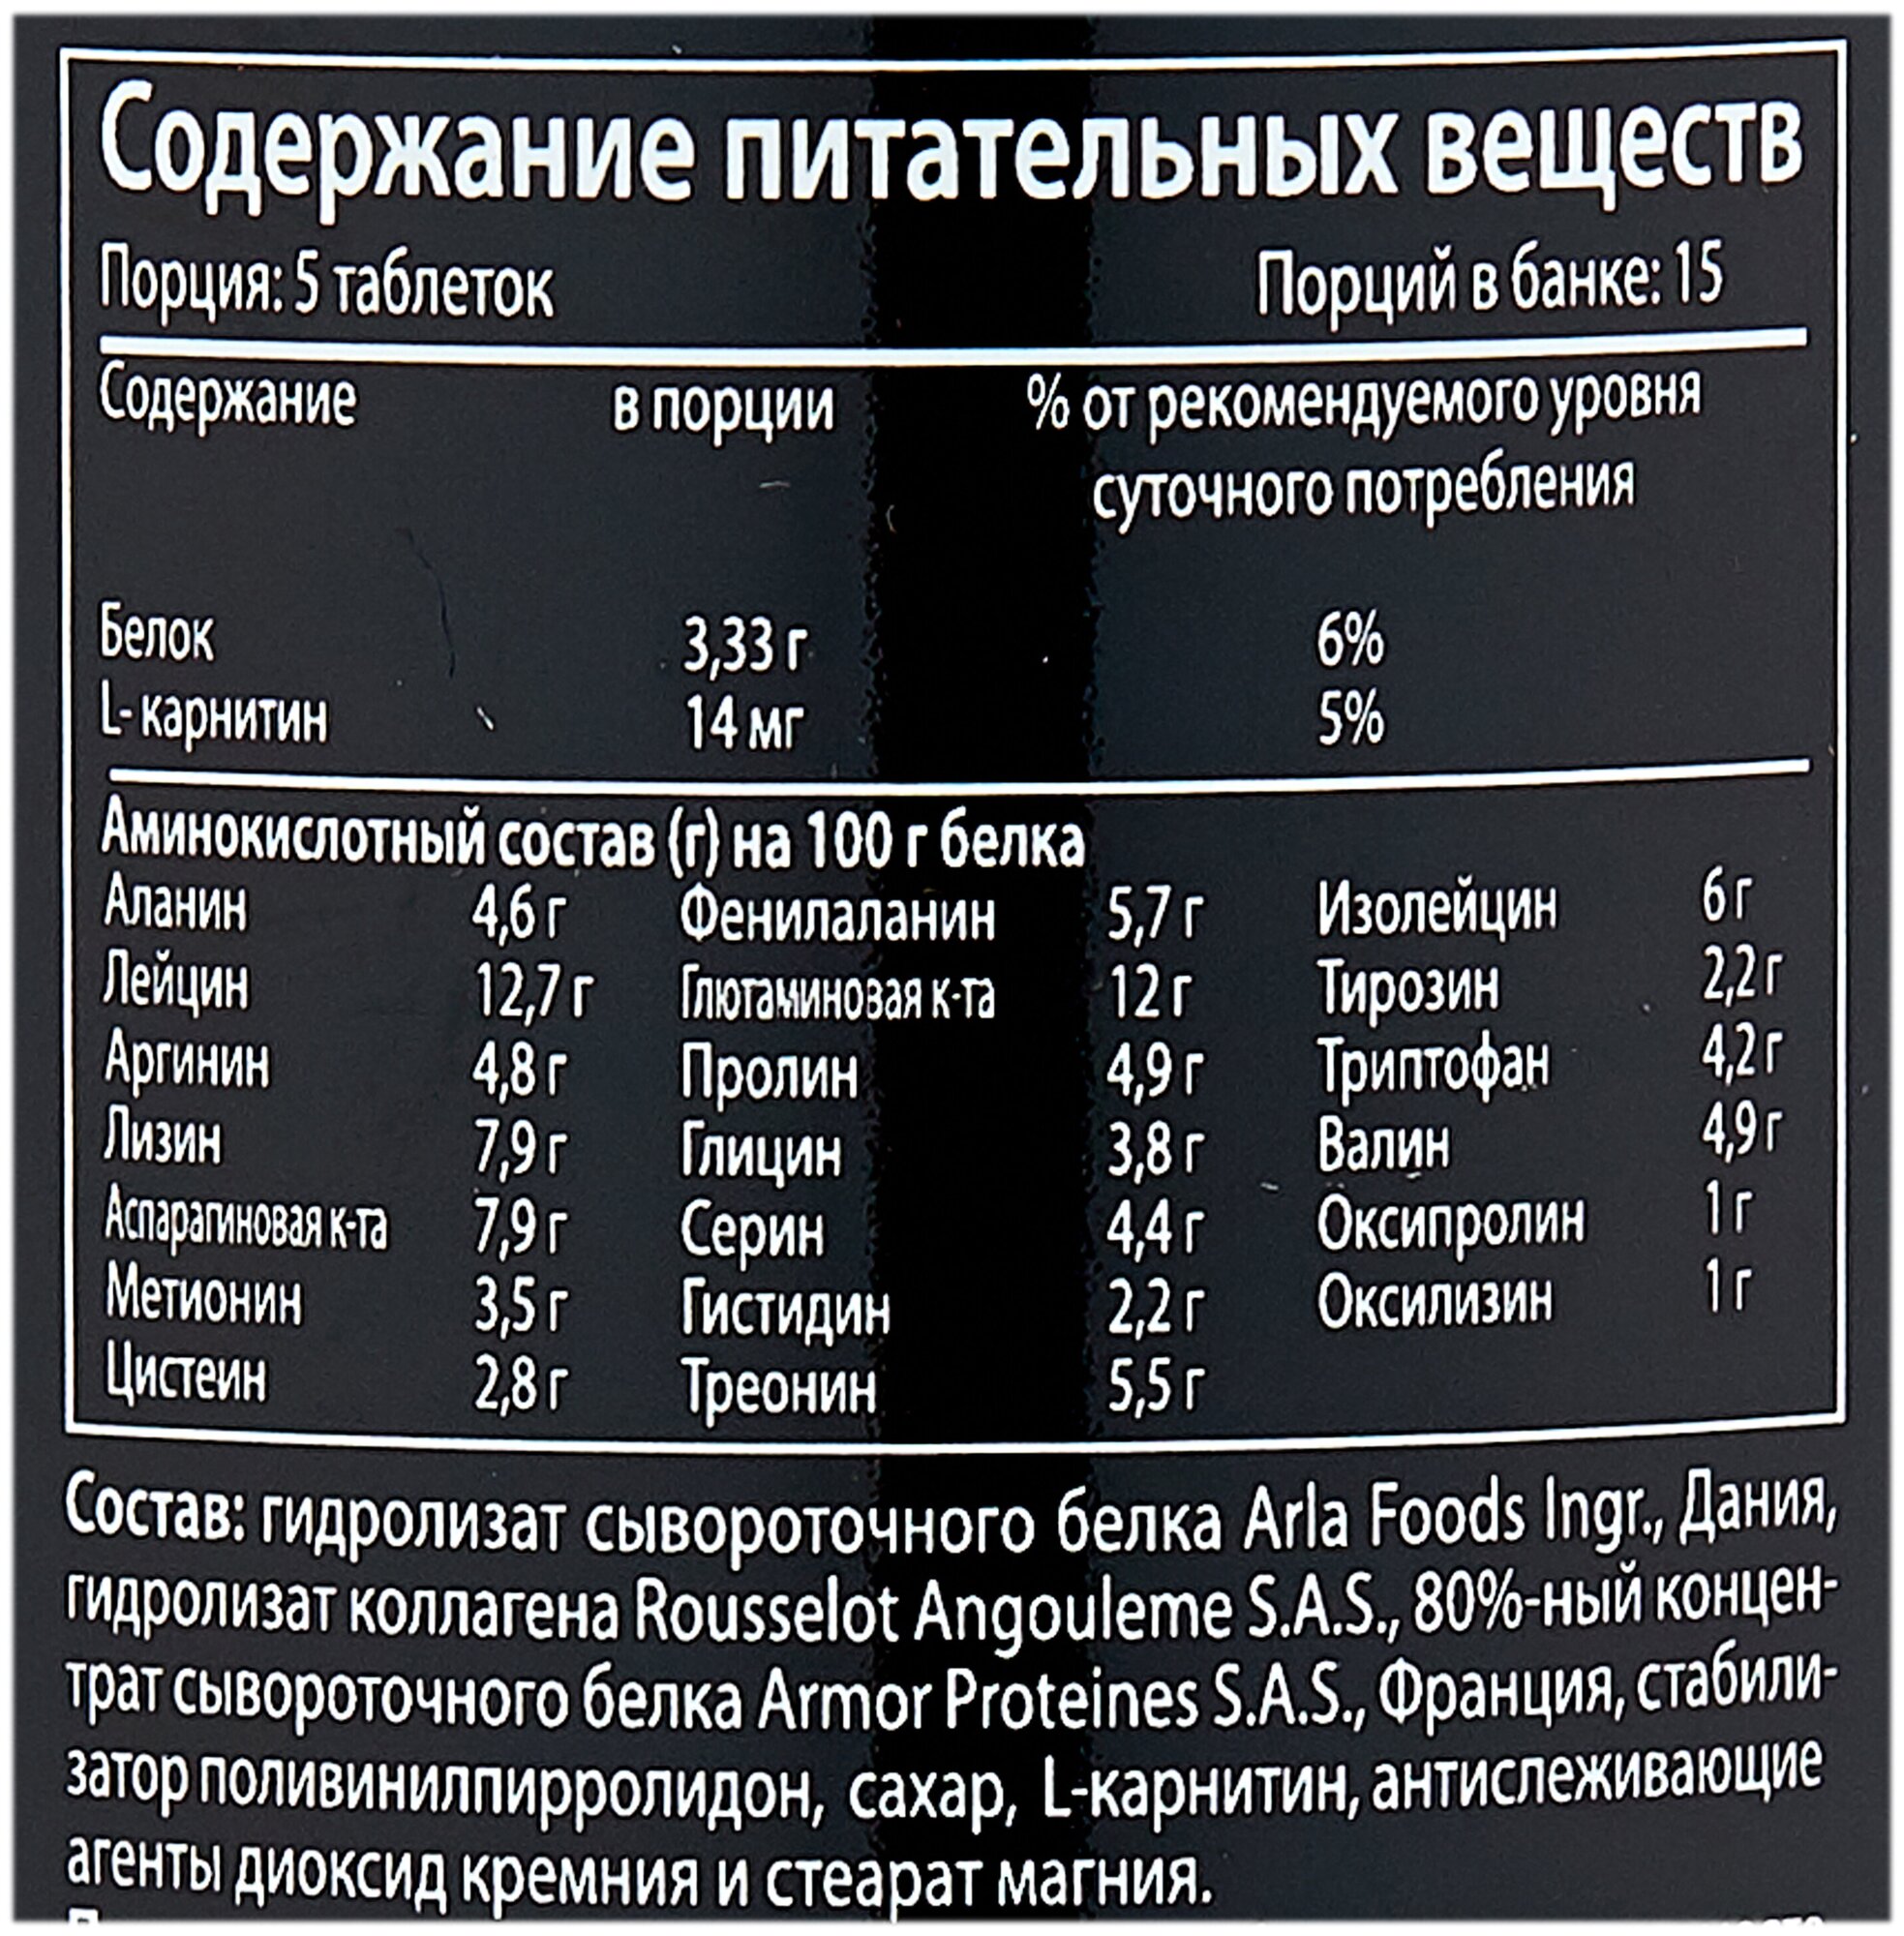 Содержание питательных веществ
Порция: 5 таблеток Порций в банке: 15
Содержание в порции % от рекомендуемого уровня
суточного потребления
Белок 3,33 г 6%
L-карнитин 14 мг 5%
Аминокислотный состав (г) на 100 г белка
Аланин 4,6 г Фенилаланин 5,7 г Изолейцин 6 г
Лейцин 12,7 г Глютаминовая к-та 12 г Тирозин 2,2 г
Аргинин 4,8 г Пролин 4,9 г Триптофан 4,2 г
Лизин 7,9 г Глицин 3,8 г Валин 4,9 г
Аспарагиновая к-та 7,9 г Серин 4,4 г Оксипролин 1 г
Метионин 3,5 г Гистидин 2,2 г Оксилизин 1 г
Цистеин 2,8 г Треонин 5,5 г
Состав: гидролизат сывороточного белка Arla Foods Ingr., Дания,
гидролизат коллагена Rousselot Angouleme S.A.S., 80%-ный концен-
трат сывороточного белка Armor Proteines S.A.S., Франция, стабили-
затор поливинилпирролидон, сахар, L-карнитин, антислеживающие
агенты диоксид кремния и стеарат магния.